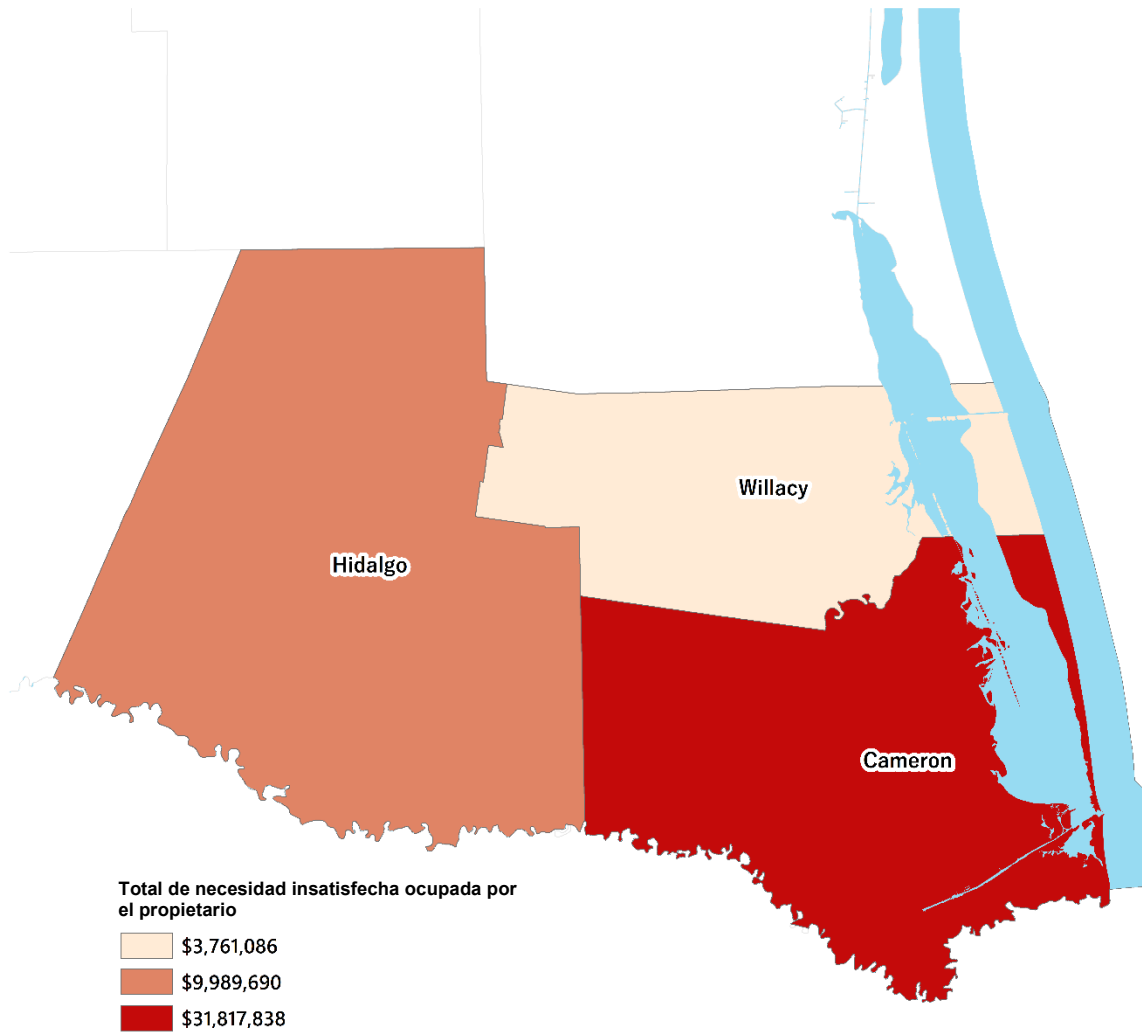 Willacy
Hidalgo
Cameron
Total de necesidad insatisfecha ocupada por
el propietario
$3,761,086
$9,989,690
$31,817,838